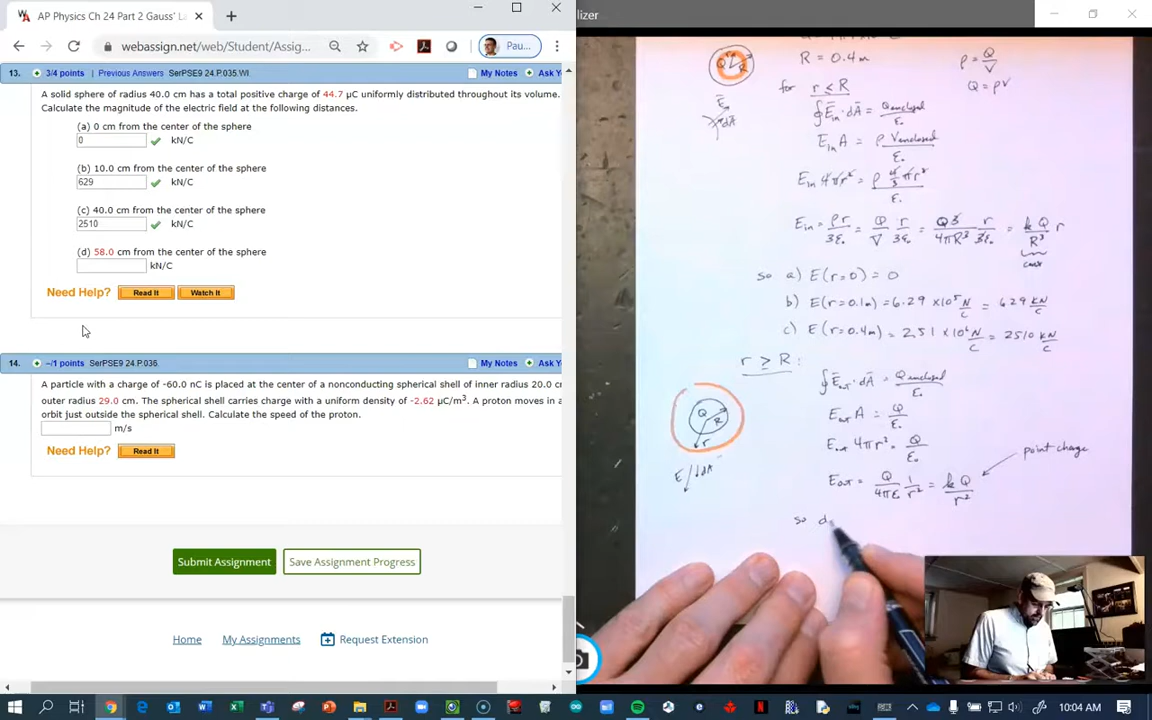 AP Physics Ch 24 Part 2 Gauss' La
webassign.net/web/Student/Assig...
Pau...
13.
3/4 points
Previous Answers
SerPSE9 24.P.035.WI.
My Notes
Ask Y
A solid sphere of radius 40.0 cm has a total positive charge of 44.7 µC uniformly distributed throughout its volume.
Calculate the magnitude of the electric field at the following distances.
(a) 0 cm from the center of the sphere
0 kN/C
(b) 10.0 cm from the center of the sphere
629 kN/C
(c) 40.0 cm from the center of the sphere
2510 kN/C
(d) 58.0 cm from the center of the sphere
kN/C
Need Help? Read It Watch It
14.
–/1 points
SerPSE9 24.P.036.
My Notes
Ask Y
A particle with a charge of -60.0 nC is placed at the center of a nonconducting spherical shell of inner radius 20.0 cm
outer radius 29.0 cm. The spherical shell carries charge with a uniform density of -2.62 µC/m³. A proton moves in a
orbit just outside the spherical shell. Calculate the speed of the proton.
m/s
Need Help? Read It
Submit Assignment
Save Assignment Progress
Home
My Assignments
Request Extension
lizer
R = 0.4m
ρ = Q/V
Q = ρV
Q r R
for r < R
∮ E̅in · dA̅ = Qenclosed/ε₀
E̅
dA̅
Ein A = ρ Venclosed/ε₀
Ein 4πr² = ρ 4/3 πr³/ε₀
Ein = ρr/3ε₀ = Q/V · r/3ε₀ = Q3/4πR³ r/3ε₀ = kQ/R³ r
const
so a) E(r=0) = 0
b) E(r=0.1m) = 6.29 ×10⁵ N/C = 629 kN/C
c) E(r=0.4m) = 2.51 ×10⁶ N/C = 2510 kN/C
r ≥ R:
∮ E̅out · dA̅ = Qenclosed/ε₀
Q R r
Eout A = Q/ε₀
Eout 4πr² = Q/ε₀
E dA
point charge
Eout = Q/4πε₀ 1/r² = kQ/r²
so d
10:04 AM